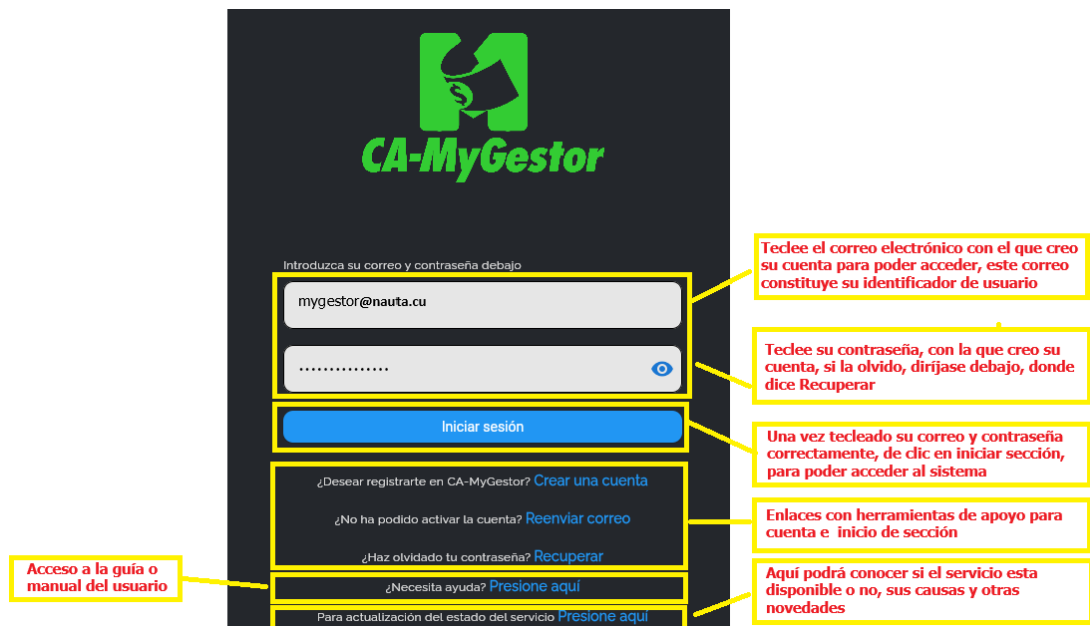 $
CA-MyGestor
Introduzca su correo y contraseña debajo
mygestor@nauta.cu
...............
Iniciar sesión
¿Desear registrarte en CA-MyGestor? Crear una cuenta
¿No ha podido activar la cuenta? Reenviar correo
¿Haz olvidado tu contraseña? Recuperar
¿Necesita ayuda? Presione aquí
Para actualización del estado del servicio Presione aquí
Teclee el correo electrónico con el que creo
su cuenta para poder acceder, este correo
constituye su identificador de usuario
Teclee su contraseña, con la que creo su
cuenta, si la olvido, diríjase debajo, donde
dice Recuperar
Una vez tecleado su correo y contraseña
correctamente, de clic en iniciar sección,
para poder acceder al sistema
Enlaces con herramientas de apoyo para
cuenta e inicio de sección
Acceso a la guía o
manual del usuario
Aquí podrá conocer si el servicio esta
disponible o no, sus causas y otras
novedades